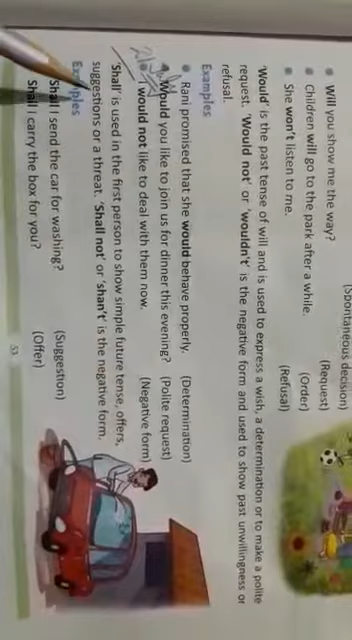 (Spontaneous decision)
Will you show me the way? (Request)
Children will go to the park after a while. (Order)
She won't listen to me. (Refusal)
'Would' is the past tense of will and is used to express a wish, a determination or to make a polite
request. 'Would not' or 'wouldn't' is the negative form and used to show past unwillingness or
refusal.
Examples
Rani promised that she would behave properly. (Determination)
Would you like to join us for dinner this evening? (Polite request)
I would not like to deal with them now. (Negative form)
'Shall' is used in the first person to show simple future tense, offers,
suggestions or a threat. 'Shall not' or 'shan't' is the negative form.
Examples
Shall I send the car for washing? (Suggestion)
Shall I carry the box for you? (Offer)
53